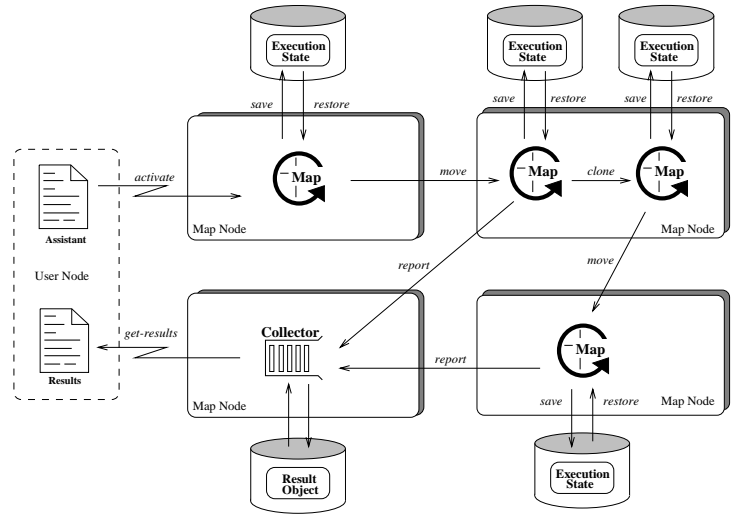 Execution
State
Execution
State
Execution
State
save
restore
save
restore
save
restore
activate
Map
move
Map
clone
Map
Assistant
Map Node
Map Node
User Node
report
move
get-results
Collector
Map
Results
report
Map Node
save
restore
Map Node
Result
Object
Execution
State